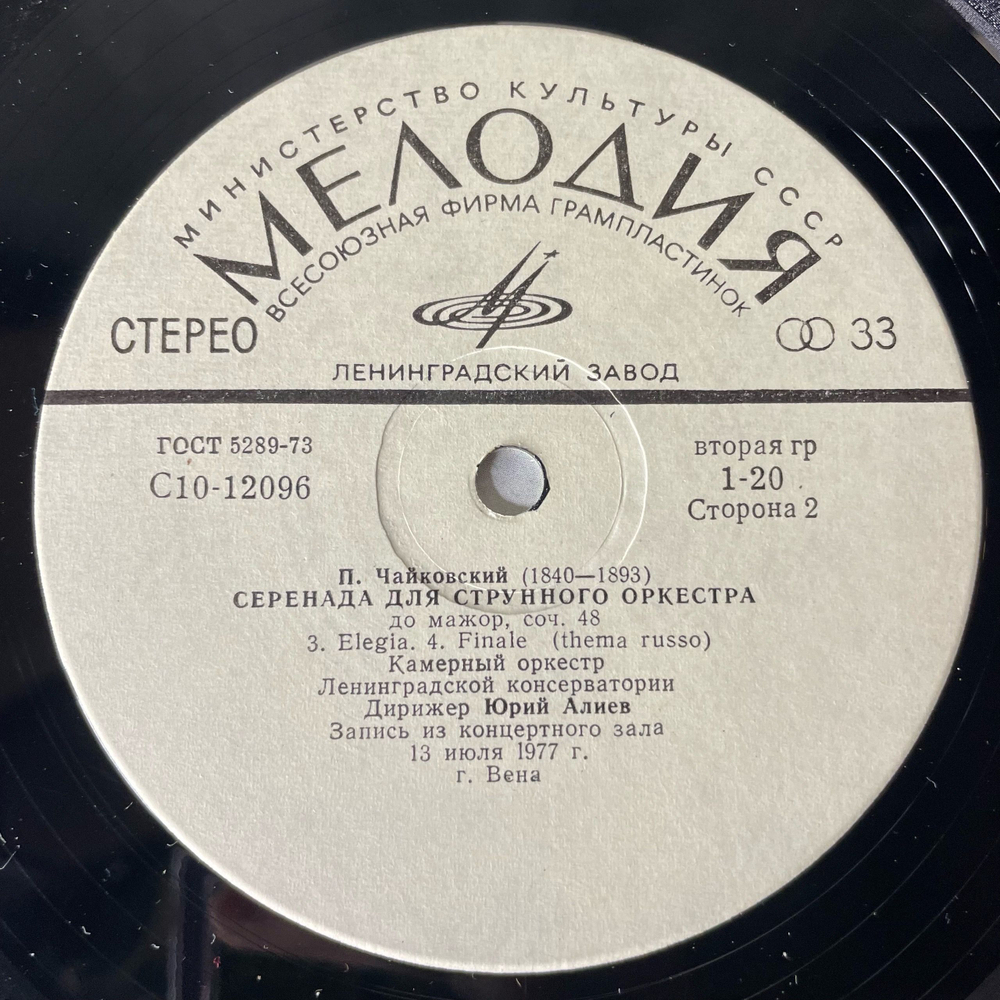 МИНИСТЕРСТВО КУЛЬТУРЫ СССР
МЕЛОДИЯ
ВСЕСОЮЗНАЯ ФИРМА ГРАМПЛАСТИНОК
СТЕРЕО
33
ЛЕНИНГРАДСКИЙ ЗАВОД
ГОСТ 5289-73
С10-12096
вторая гр
1-20
Сторона 2
П. Чайковский (1840—1893)
СЕРЕНАДА ДЛЯ СТРУННОГО ОРКЕСТРА
до мажор, соч. 48
3. Elegia. 4. Finale (thema russo)
Камерный оркестр
Ленинградской консерватории
Дирижер Юрий Алиев
Запись из концертного зала
13 июля 1977 г.
г. Вена